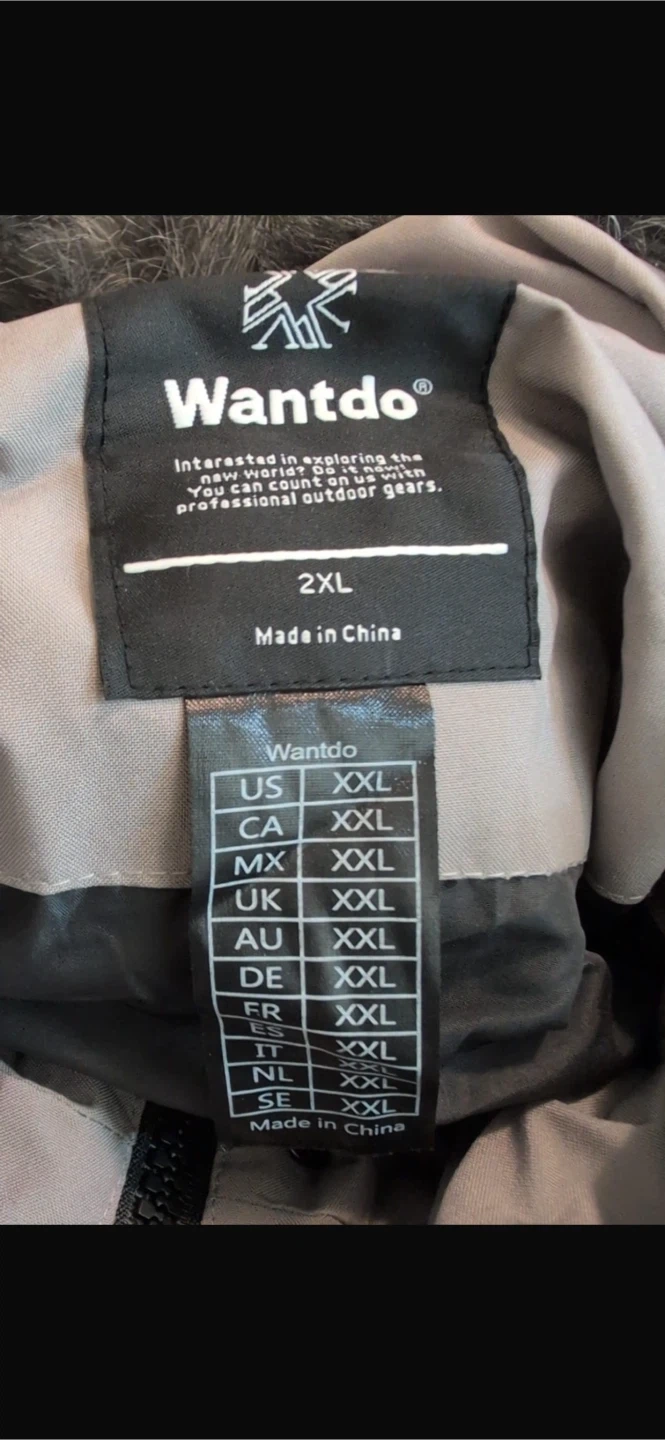 Wantdo®
Interested in exploring the
new world? Do it now!
You can count on us with
professional outdoor gears.
2XL
Made in China
Wantdo
US XXL
CA XXL
MX XXL
UK XXL
AU XXL
DE XXL
FR XXL
ES XXL
IT XXL
NL XXL
SE XXL
Made in China